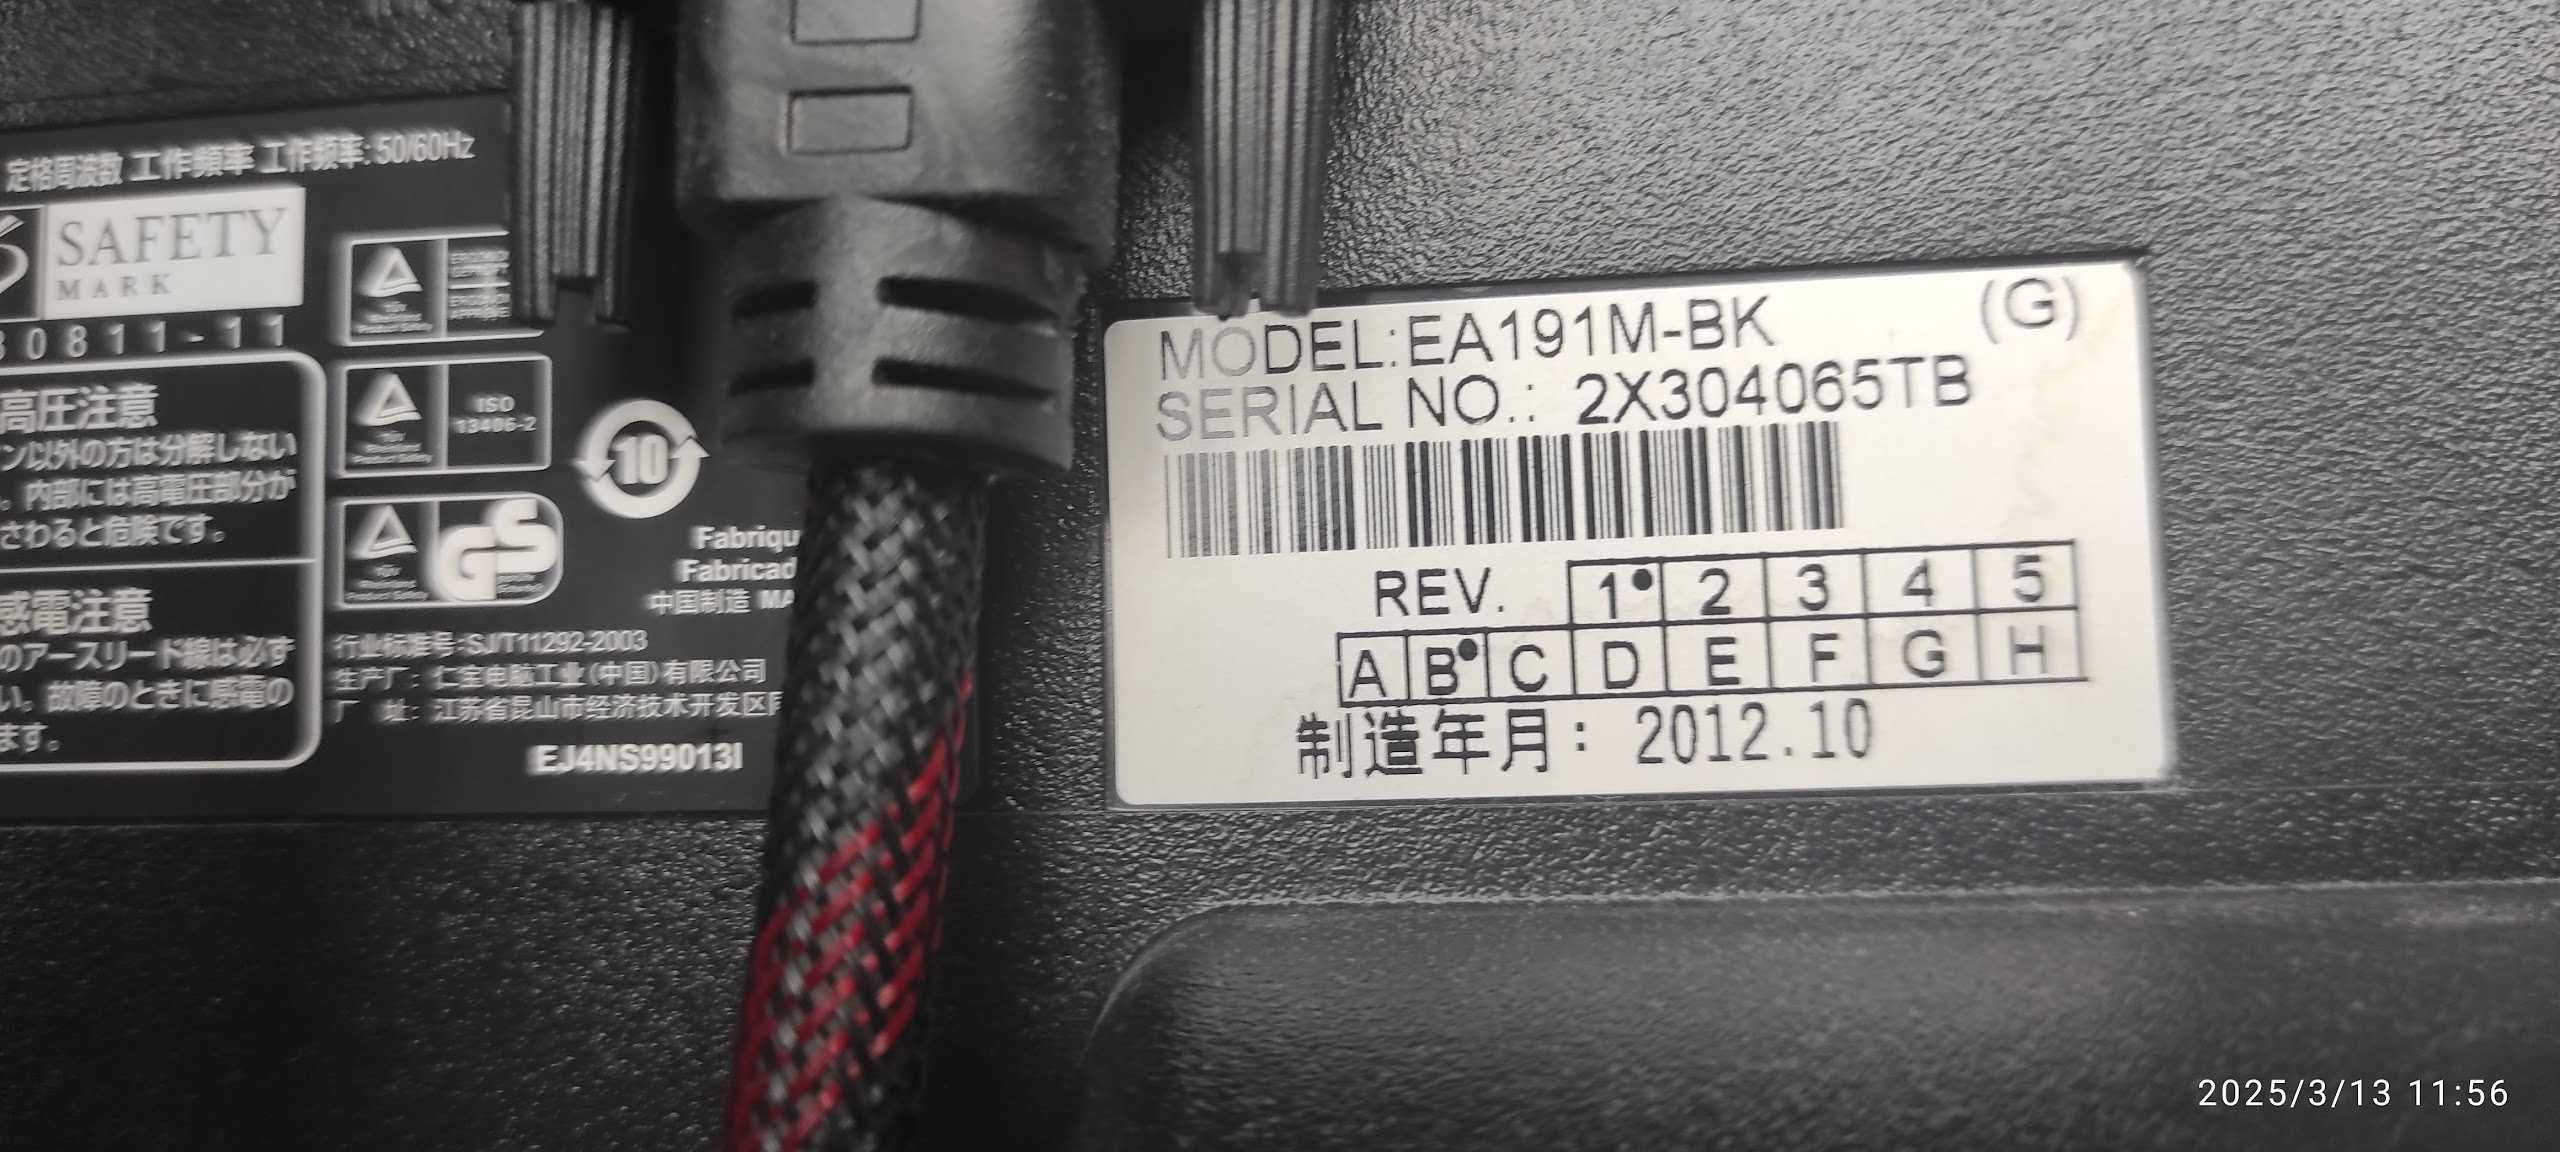 定格周波数 工作頻率 工作频率: 50/60Hz
SAFETY
MARK
0811-11
高圧注意
ン以外の方は分解しない
。内部には高電圧部分が
さわると危険です。
感電注意
のアースリード線は必ず
い。故障のときに感電の
ます。
ISO
13406-2
10
GS
Fabriqu
Fabricad
中国制造 MA
行业标准号:SJ/T11292-2003
生产厂: 仁宝电脑工业(中国)有限公司
厂 址: 江苏省昆山市经济技术开发区
EJ4NS99013I
MODEL:EA191M-BK (G)
SERIAL NO.: 2X304065TB
REV. 1 2 3 4 5
A B C D E F G H
制造年月: 2012.10
2025/3/13 11:56